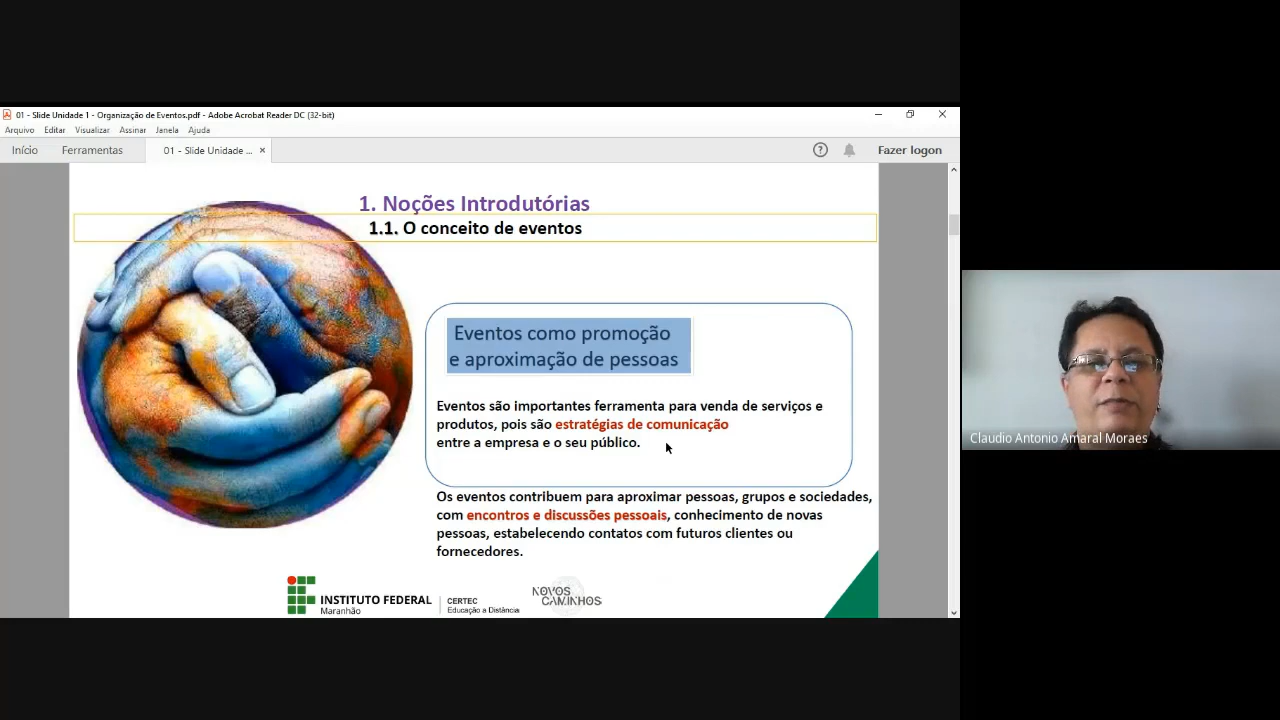 01 - Slide Unidade 1 - Organização de Eventos.pdf - Adobe Acrobat Reader DC (32-bit)
Arquivo Editar Visualizar Assinar Janela Ajuda
Início Ferramentas 01 - Slide Unidade ... × Fazer logon
1. Noções Introdutórias
1.1. O conceito de eventos
Eventos como promoção
e aproximação de pessoas
Eventos são importantes ferramenta para venda de serviços e
produtos, pois são estratégias de comunicação
entre a empresa e o seu público.
Os eventos contribuem para aproximar pessoas, grupos e sociedades,
com encontros e discussões pessoais, conhecimento de novas
pessoas, estabelecendo contatos com futuros clientes ou
fornecedores.
INSTITUTO FEDERAL
Maranhão
CERTEC
Educação a Distância
NOVOS
CAMINHOS
Claudio Antonio Amaral Moraes